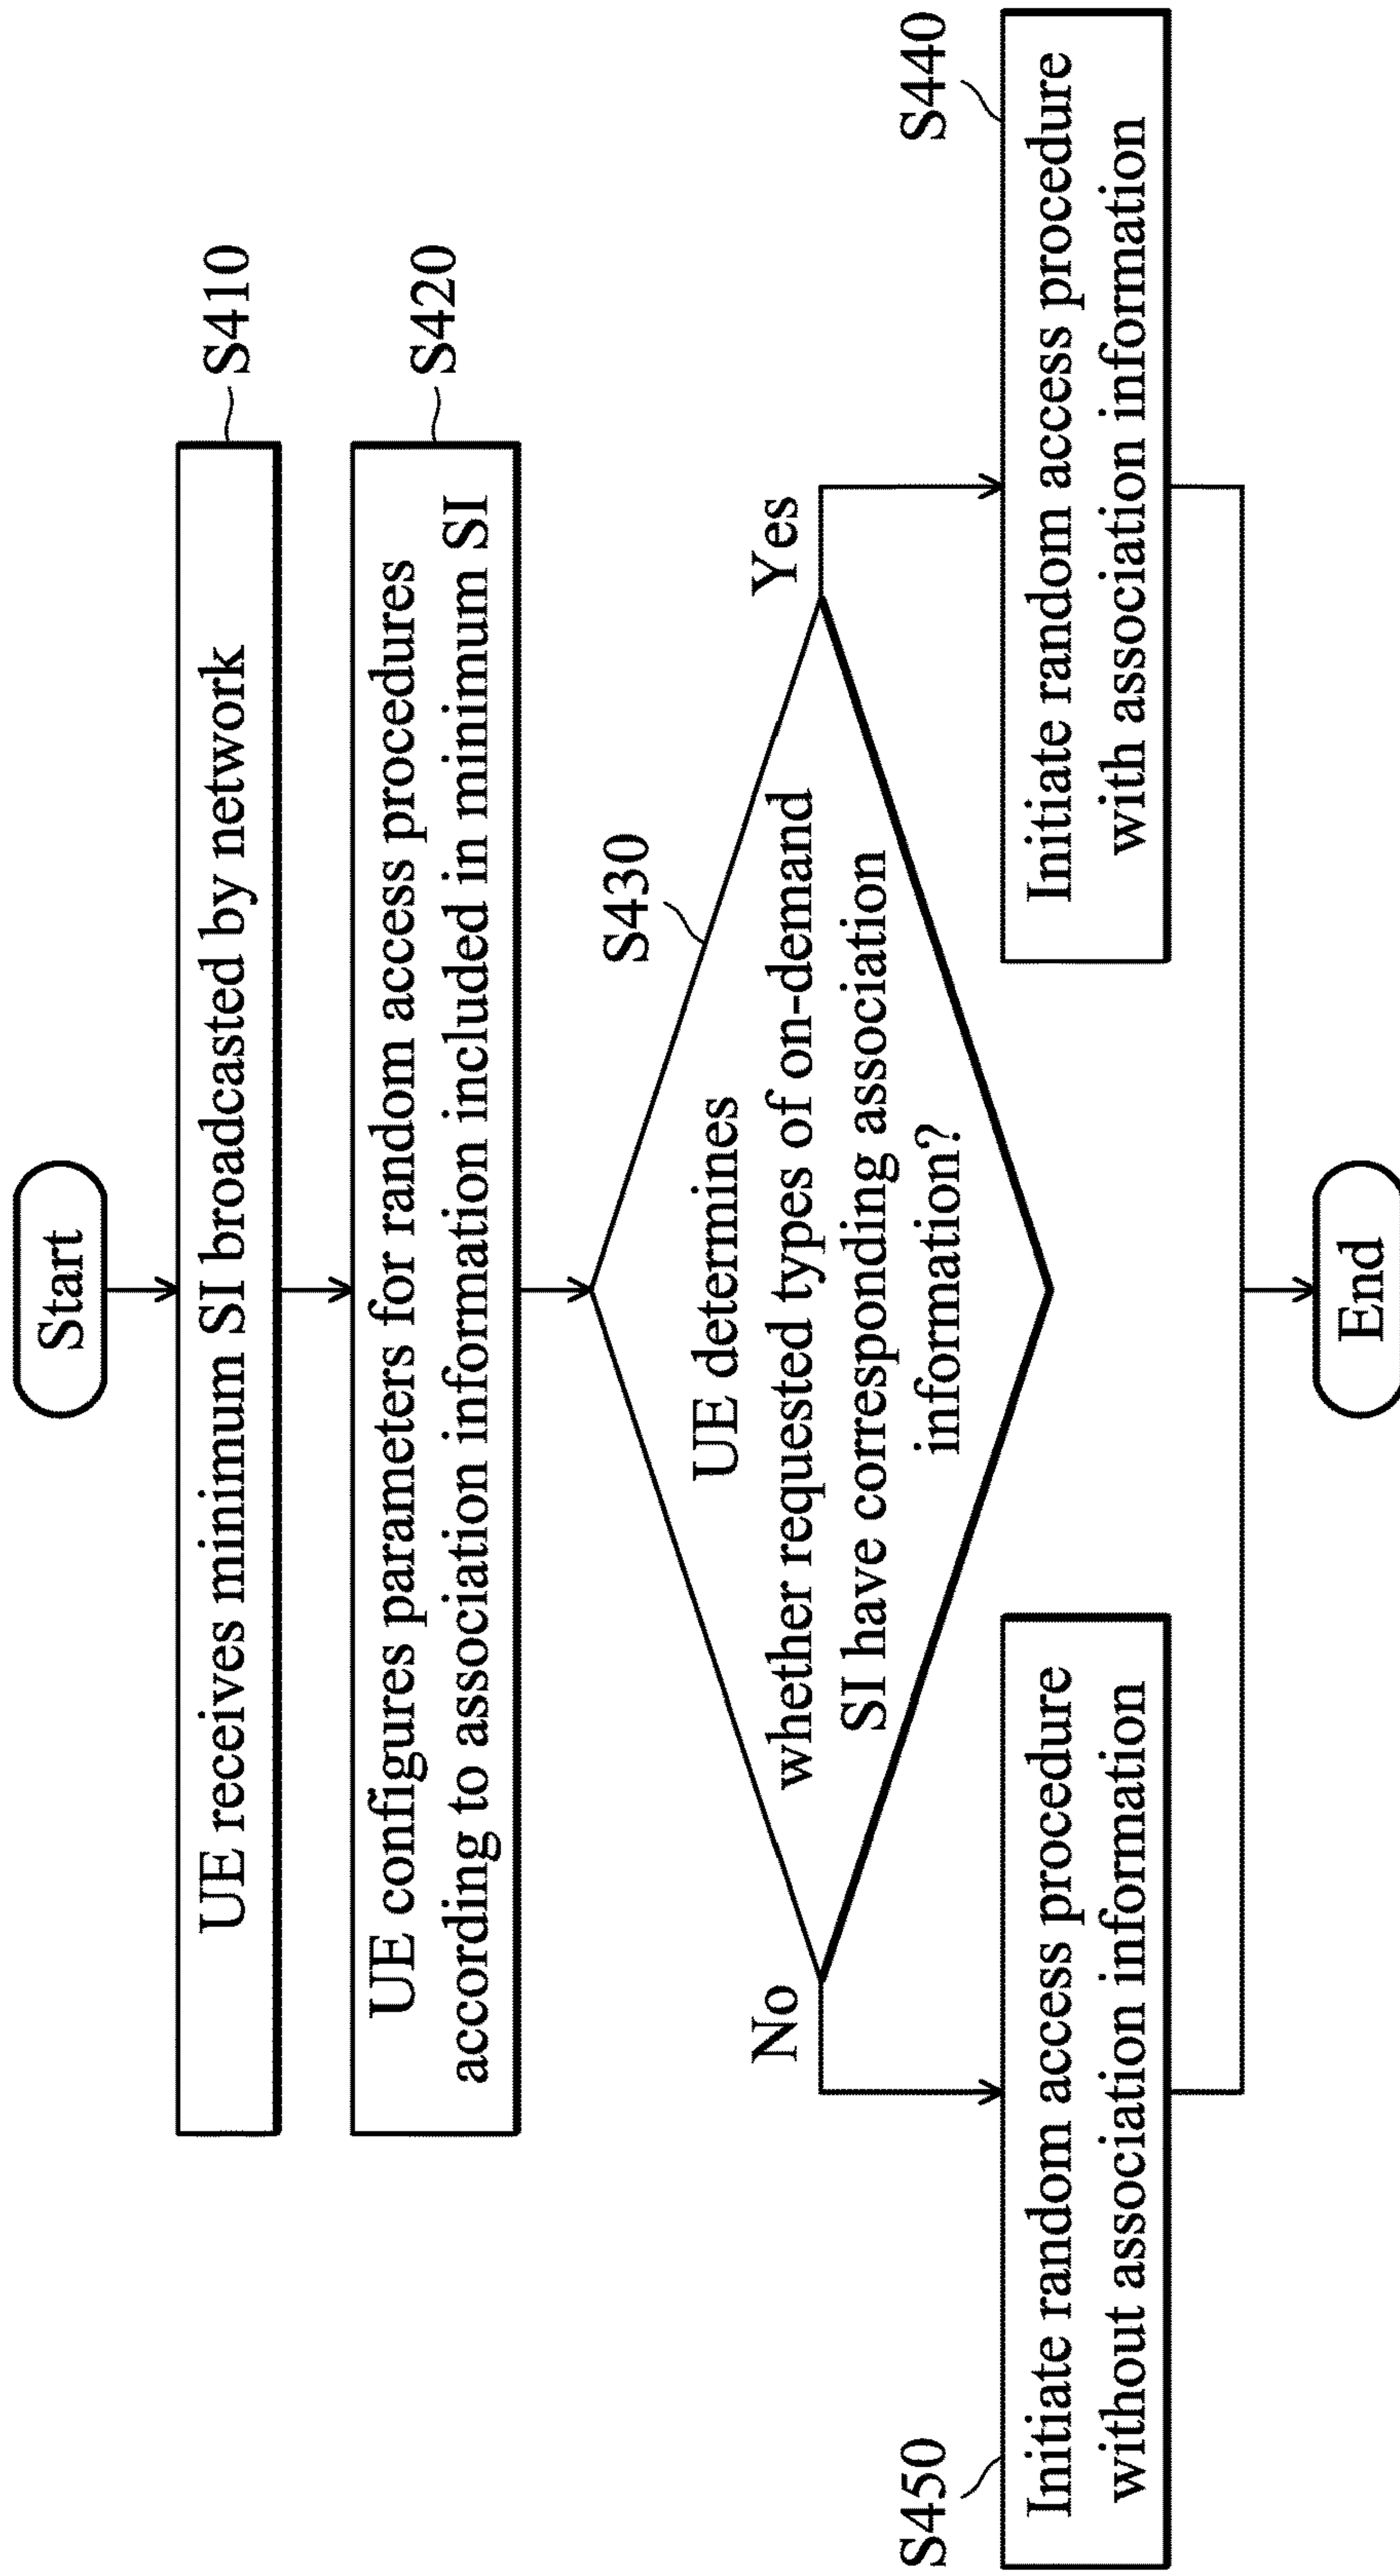 Start
UE receives minimum SI broadcasted by network
S410
UE configures parameters for random access procedures
according to association information included in minimum SI
S420
S430
UE determines
whether requested types of on-demand
SI have corresponding association
information?
No
Yes
S450
Initiate random access procedure
without association information
S440
Initiate random access procedure
with association information
End